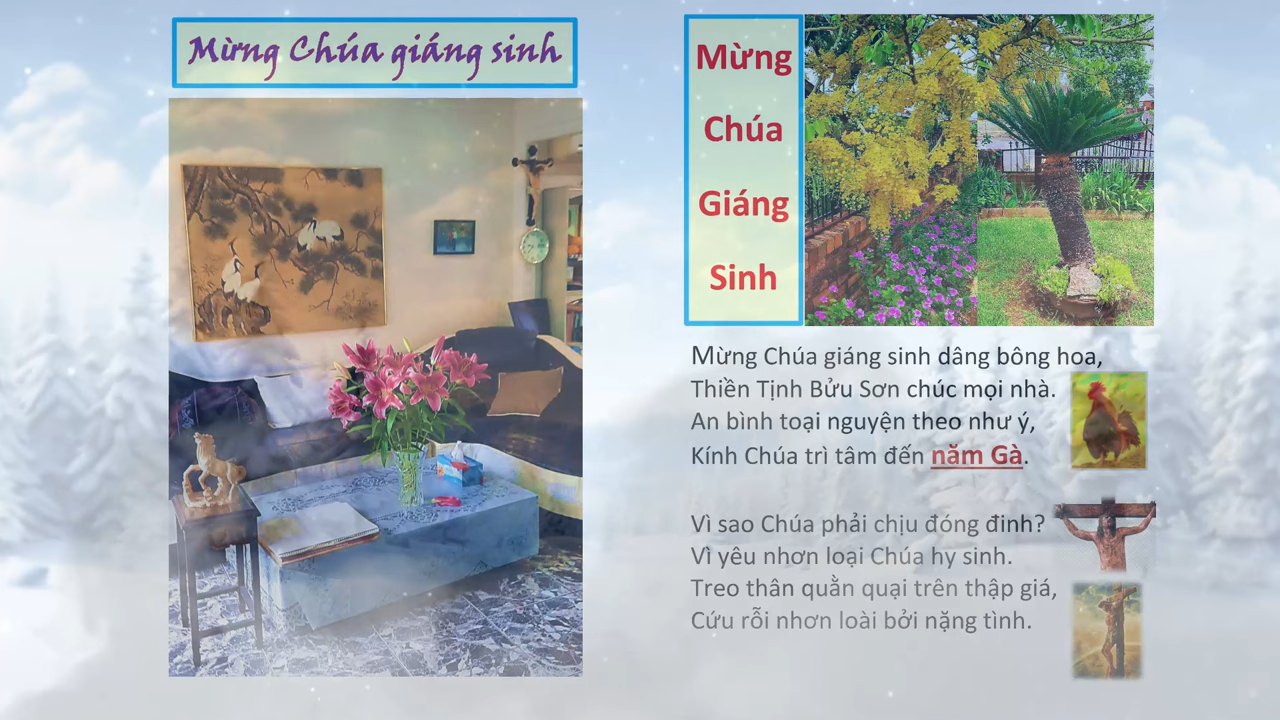 Mừng Chúa giáng sinh
Mừng
Chúa
Giáng
Sinh
Mừng Chúa giáng sinh dâng bông hoa,
Thiền Tịnh Bửu Sơn chúc mọi nhà.
An bình toại nguyện theo như ý,
Kính Chúa trì tâm đến năm Gà.
Vì sao Chúa phải chịu đóng đinh?
Vì yêu nhơn loại Chúa hy sinh.
Treo thân quằn quại trên thập giá,
Cứu rỗi nhơn loài bởi nặng tình.